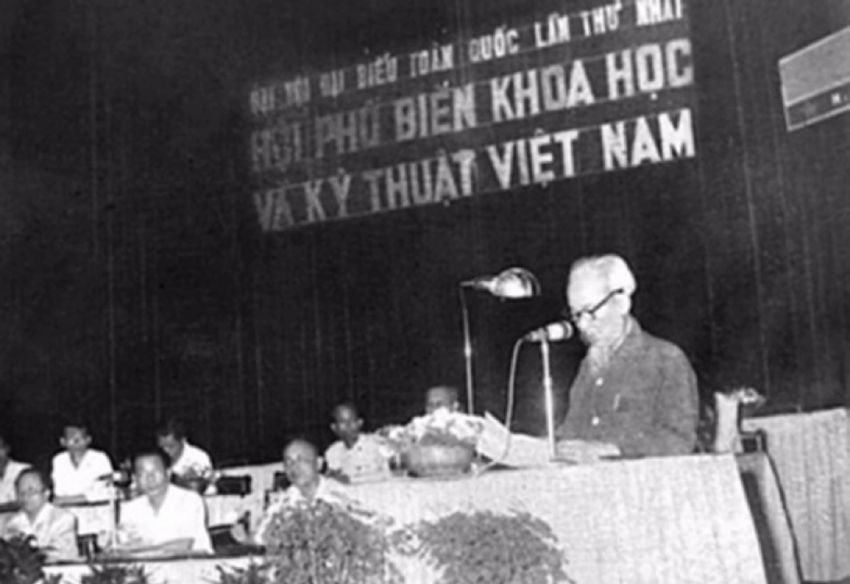 ĐẠI HỘI ĐẠI BIỂU TOÀN QUỐC LẦN THỨ NHẤT
HỘI PHỔ BIẾN KHOA HỌC
VÀ KỸ THUẬT VIỆT NAM